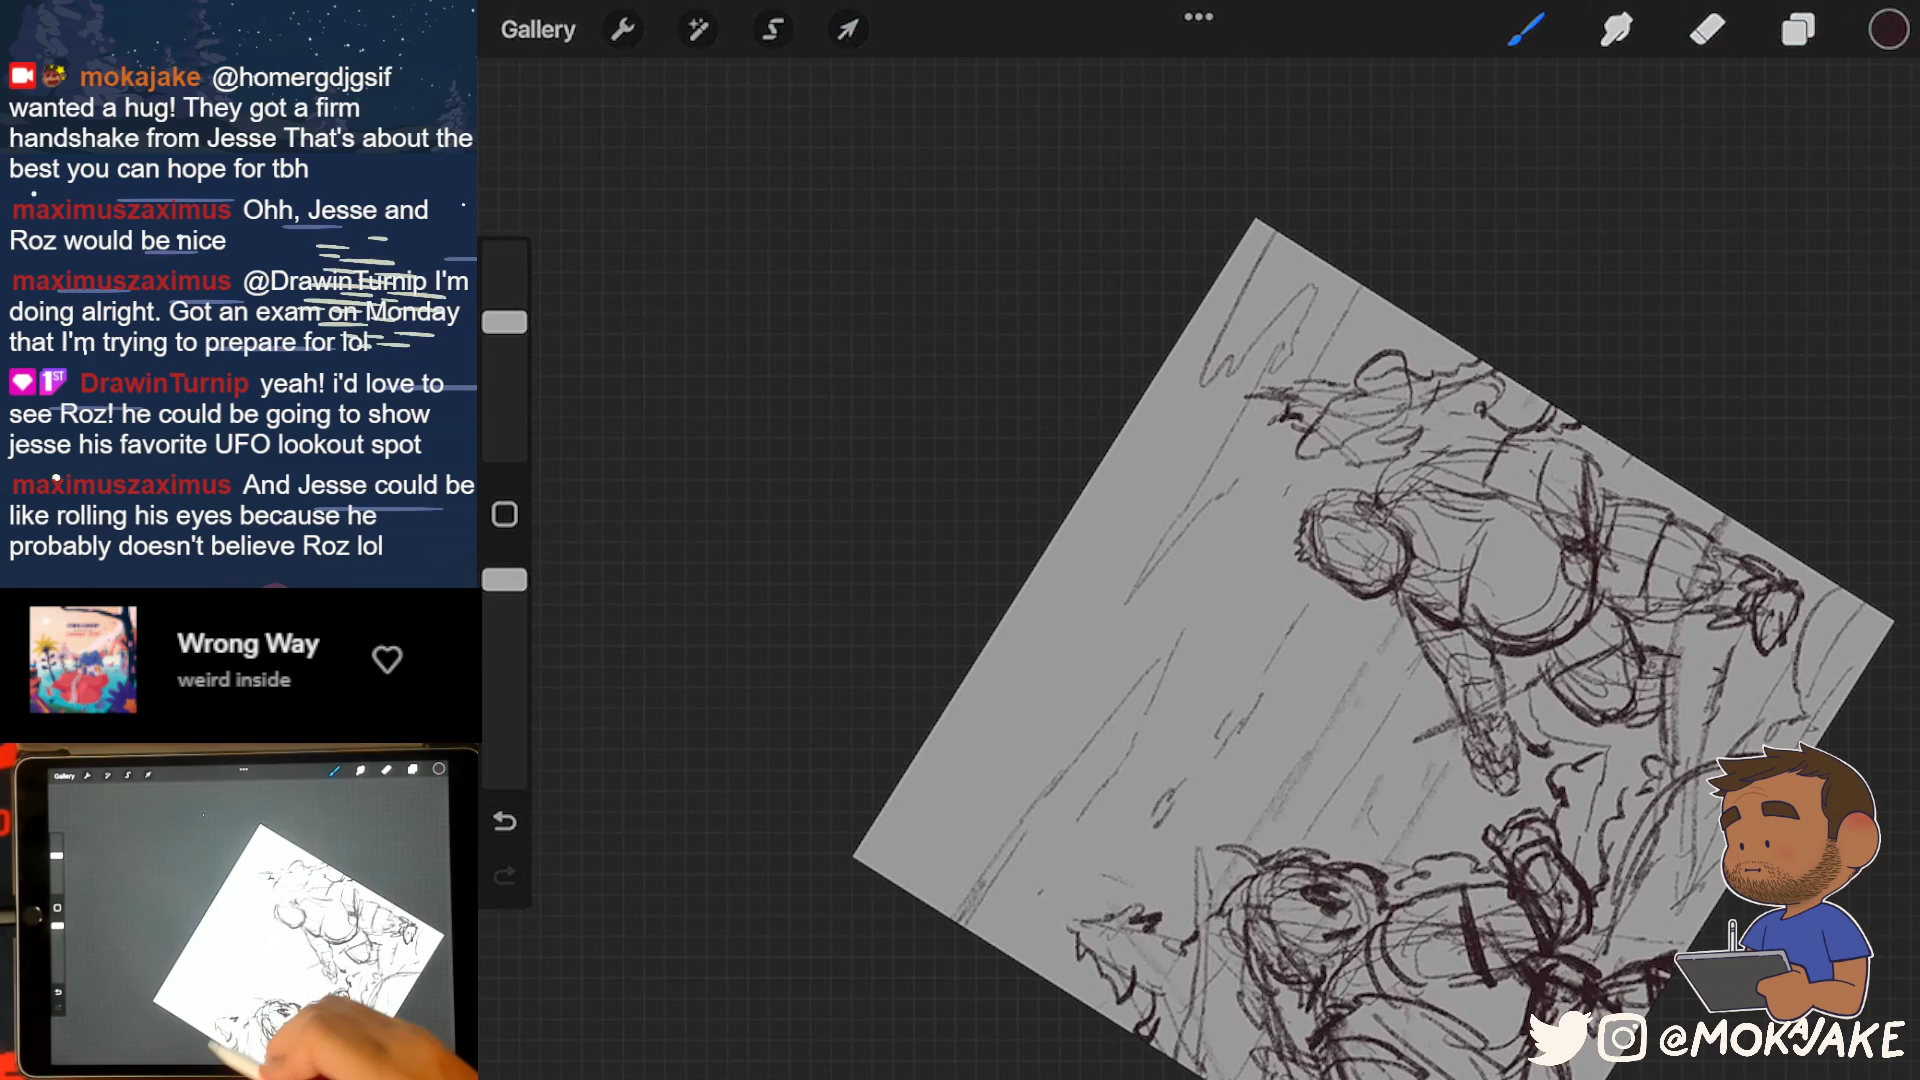 Gallery
mokajake @homergdjgsif
wanted a hug! They got a firm
handshake from Jesse That's about the
best you can hope for tbh
maximuszaximus Ohh, Jesse and
Roz would be nice
maximuszaximus @DrawinTurnip I'm
doing alright. Got an exam on Monday
that I'm trying to prepare for lol
1ST DrawinTurnip yeah! i'd love to
see Roz! he could be going to show
jesse his favorite UFO lookout spot
maximuszaximus And Jesse could be
like rolling his eyes because he
probably doesn't believe Roz lol
Wrong Way
weird inside
Gallery
@MOKAJAKE